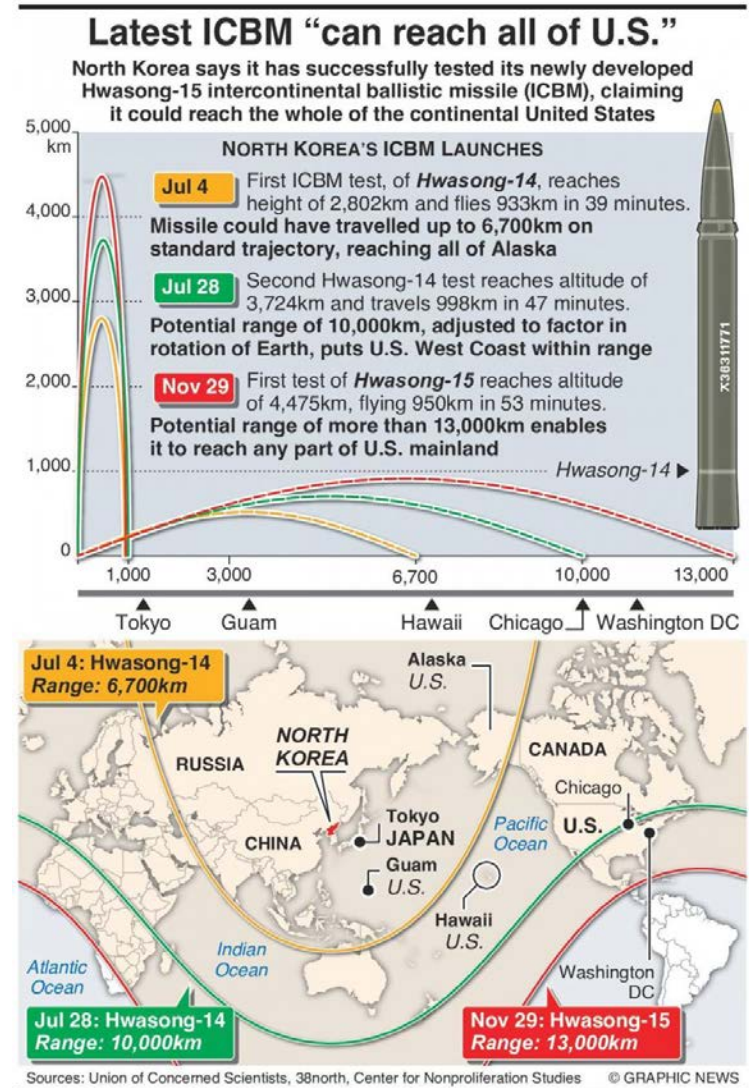 Latest ICBM “can reach all of U.S.”
North Korea says it has successfully tested its newly developed
Hwasong-15 intercontinental ballistic missile (ICBM), claiming
it could reach the whole of the continental United States
5,000
km
4,000
3,000
2,000
1,000
0
NORTH KOREA'S ICBM LAUNCHES
Jul 4
First ICBM test, of Hwasong-14, reaches
height of 2,802km and flies 933km in 39 minutes.
Missile could have travelled up to 6,700km on
standard trajectory, reaching all of Alaska
Jul 28
Second Hwasong-14 test reaches altitude of
3,724km and travels 998km in 47 minutes.
Potential range of 10,000km, adjusted to factor in
rotation of Earth, puts U.S. West Coast within range
Nov 29
First test of Hwasong-15 reaches altitude
of 4,475km, flying 950km in 53 minutes.
Potential range of more than 13,000km enables
it to reach any part of U.S. mainland
Hwasong-14
ㅈ38311771
1,000 3,000 6,700 10,000 13,000
Tokyo Guam Hawaii Chicago Washington DC
Jul 4: Hwasong-14
Range: 6,700km
Alaska
U.S.
NORTH
KOREA
RUSSIA
CANADA
Chicago
U.S.
CHINA
Tokyo
JAPAN
Pacific
Ocean
Guam
U.S.
Hawaii
U.S.
Indian
Ocean
Atlantic
Ocean
Washington
DC
Jul 28: Hwasong-14
Range: 10,000km
Nov 29: Hwasong-15
Range: 13,000km
Sources: Union of Concerned Scientists, 38north, Center for Nonproliferation Studies © GRAPHIC NEWS